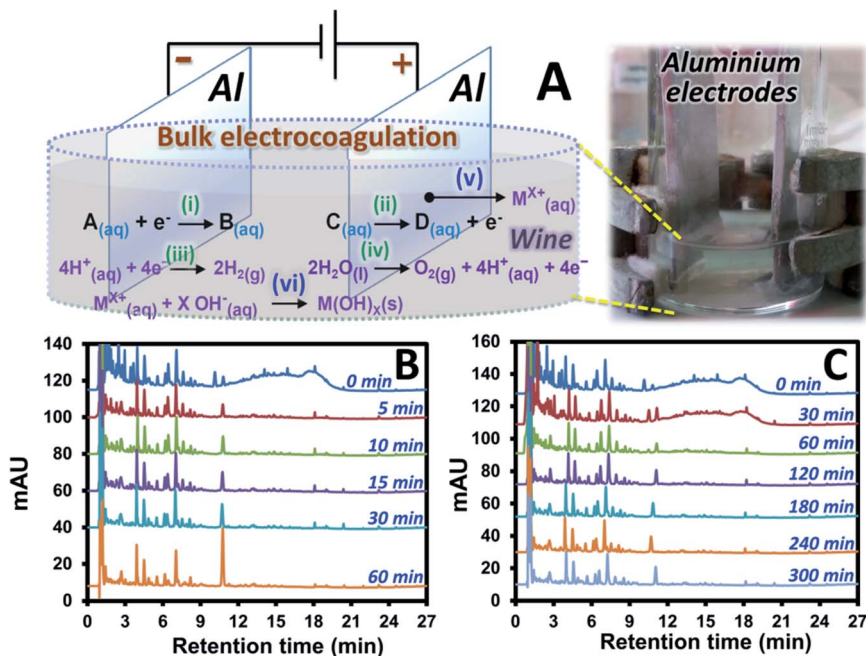 A
- Al
+ Al
Bulk electrocoagulation
(i)
A(aq) + e⁻ → B(aq)
(ii)
C(aq) → D(aq) + e⁻
(v)
Mˣ⁺(aq)
Wine
(iii)
4H⁺(aq) + 4e⁻ → 2H₂(g)
(iv)
2H₂O(l) → O₂(g) + 4H⁺(aq) + 4e⁻
(vi)
Mˣ⁺(aq) + X OH⁻(aq) → M(OH)ₓ(s)
Aluminium
electrodes
B
mAU
140
120
100
80
60
40
20
0
0 min
5 min
10 min
15 min
30 min
60 min
0 3 6 9 12 15 18 21 24 27
Retention time (min)
C
mAU
160
140
120
100
80
60
40
20
0
0 min
30 min
60 min
120 min
180 min
240 min
300 min
0 3 6 9 12 15 18 21 24 27
Retention time (min)